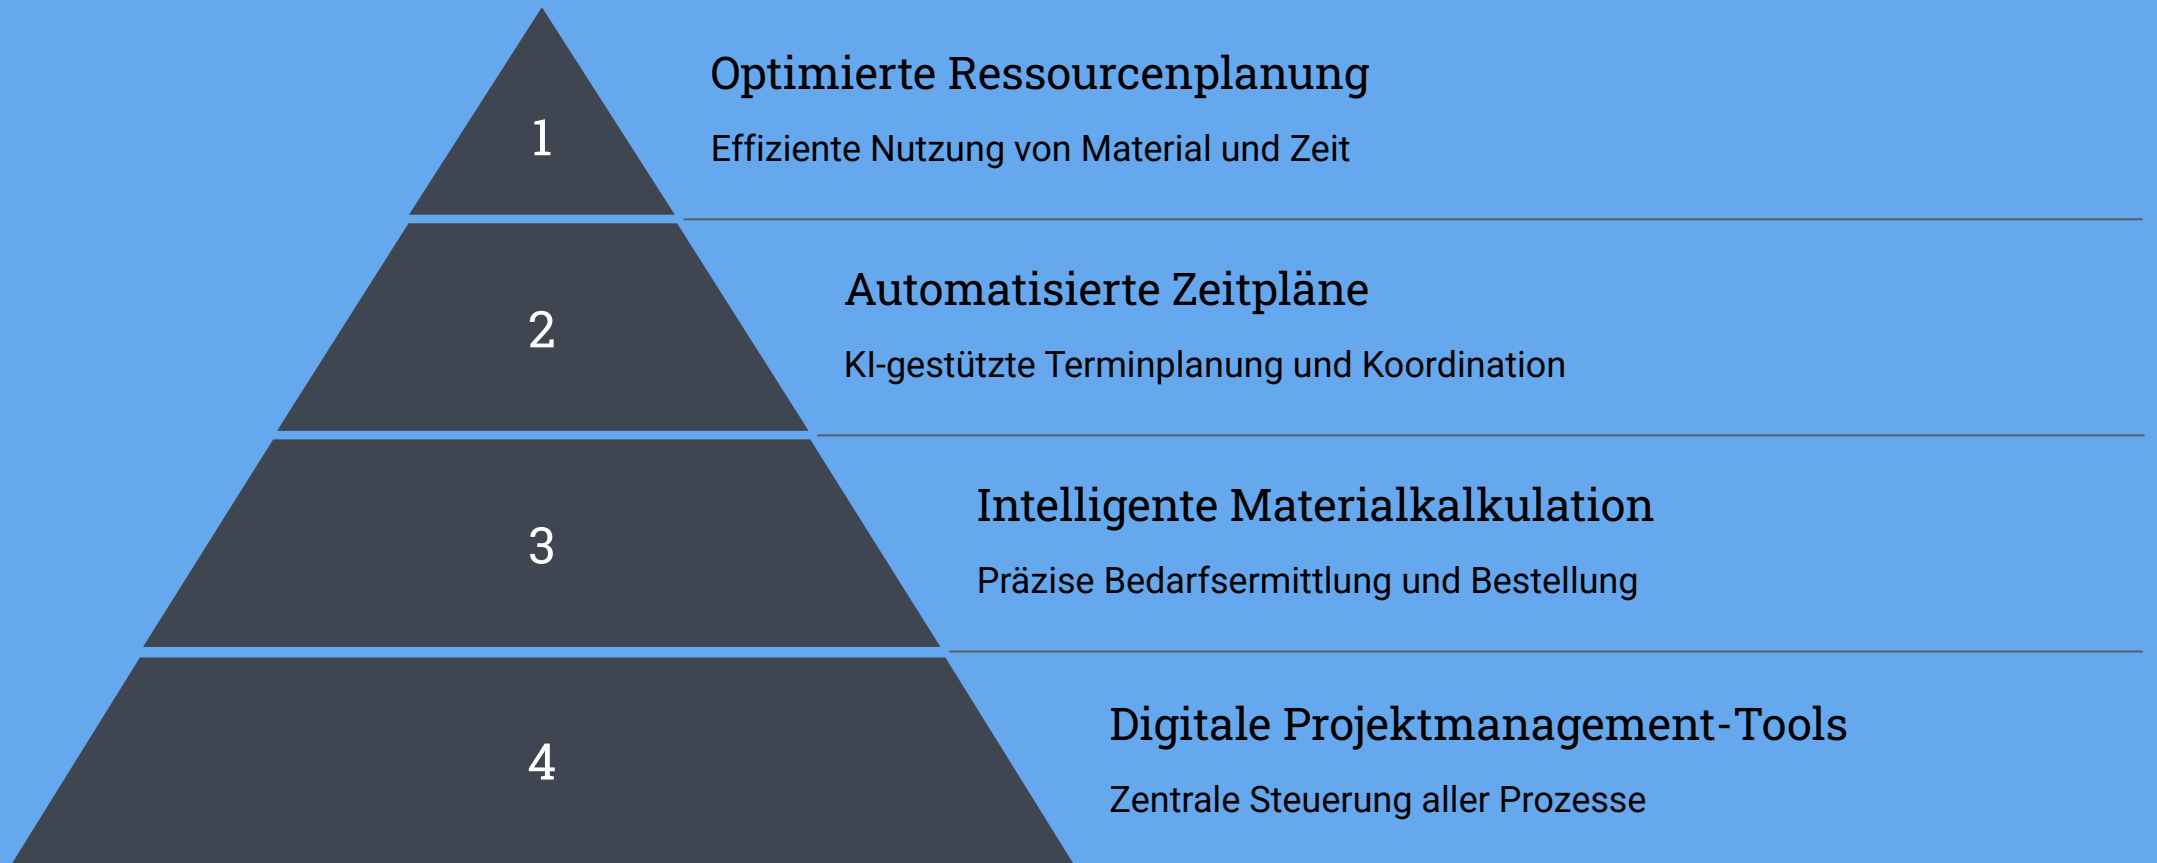 1
Optimierte Ressourcenplanung
Effiziente Nutzung von Material und Zeit
2
Automatisierte Zeitpläne
KI-gestützte Terminplanung und Koordination
3
Intelligente Materialkalkulation
Präzise Bedarfsermittlung und Bestellung
4
Digitale Projektmanagement-Tools
Zentrale Steuerung aller Prozesse